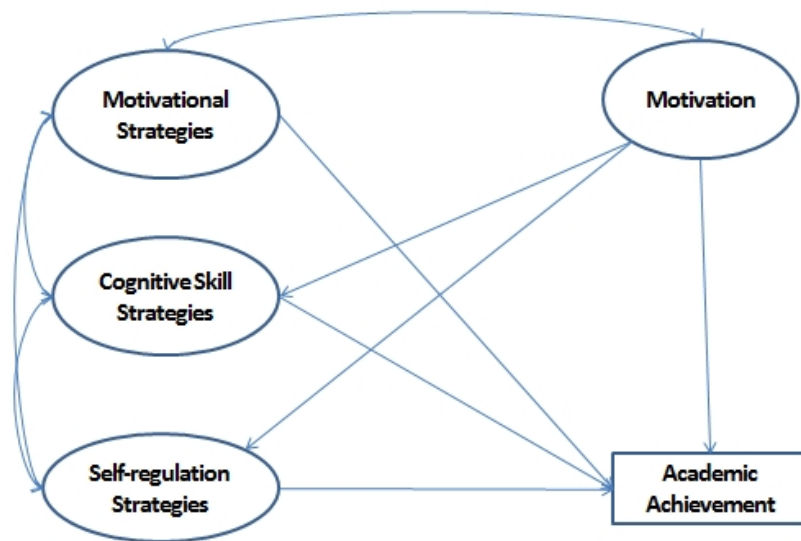 Motivational
Strategies
Motivation
Cognitive Skill
Strategies
Self-regulation
Strategies
Academic
Achievement